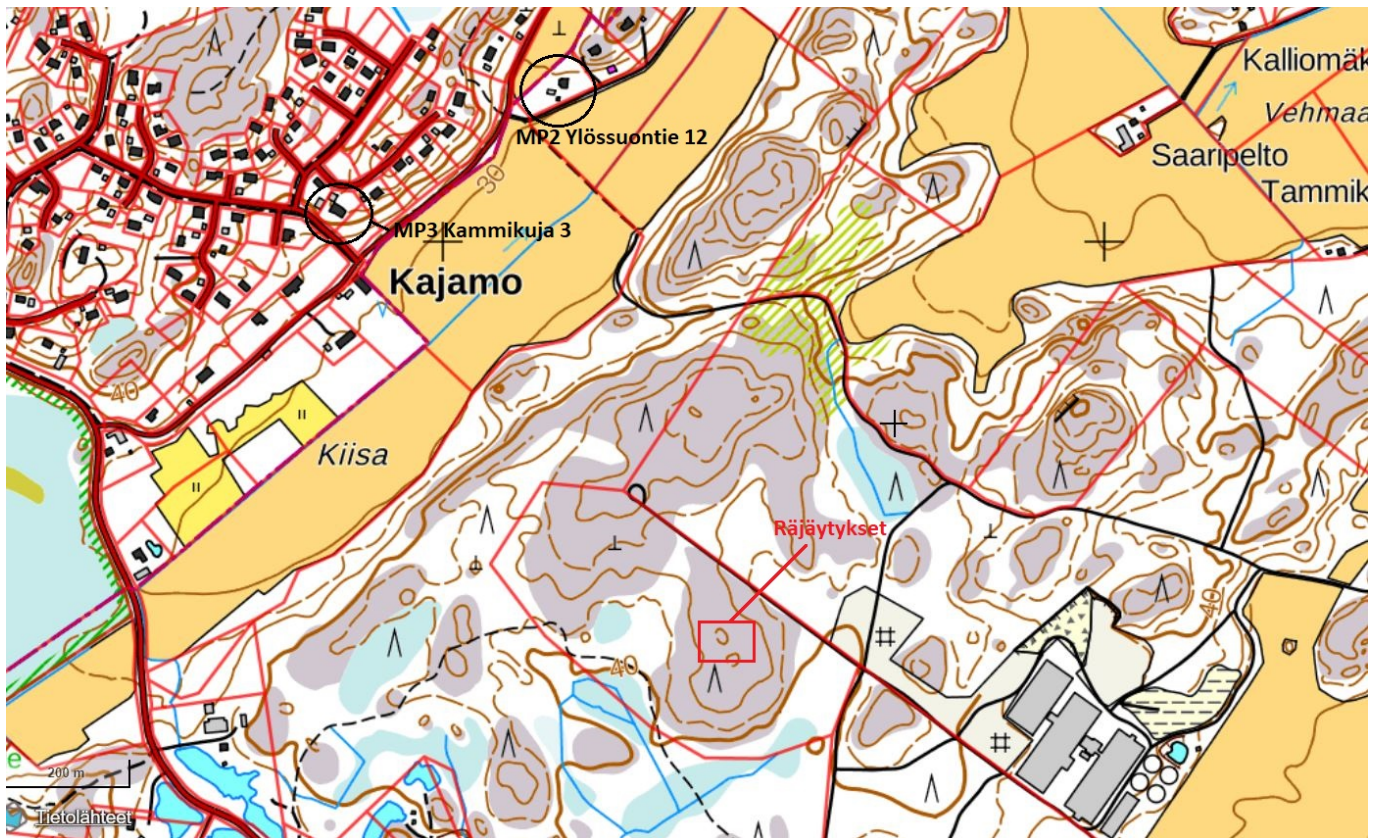 Kalliomäk
Vehmaa
MP2 Ylössuontie 12
Saaripelto
30
Tammik
MP3 Kammikuja 3
Kajamo
40
Kiisa
Räjäytykset
40
40
e
200 m
Tietolähteet